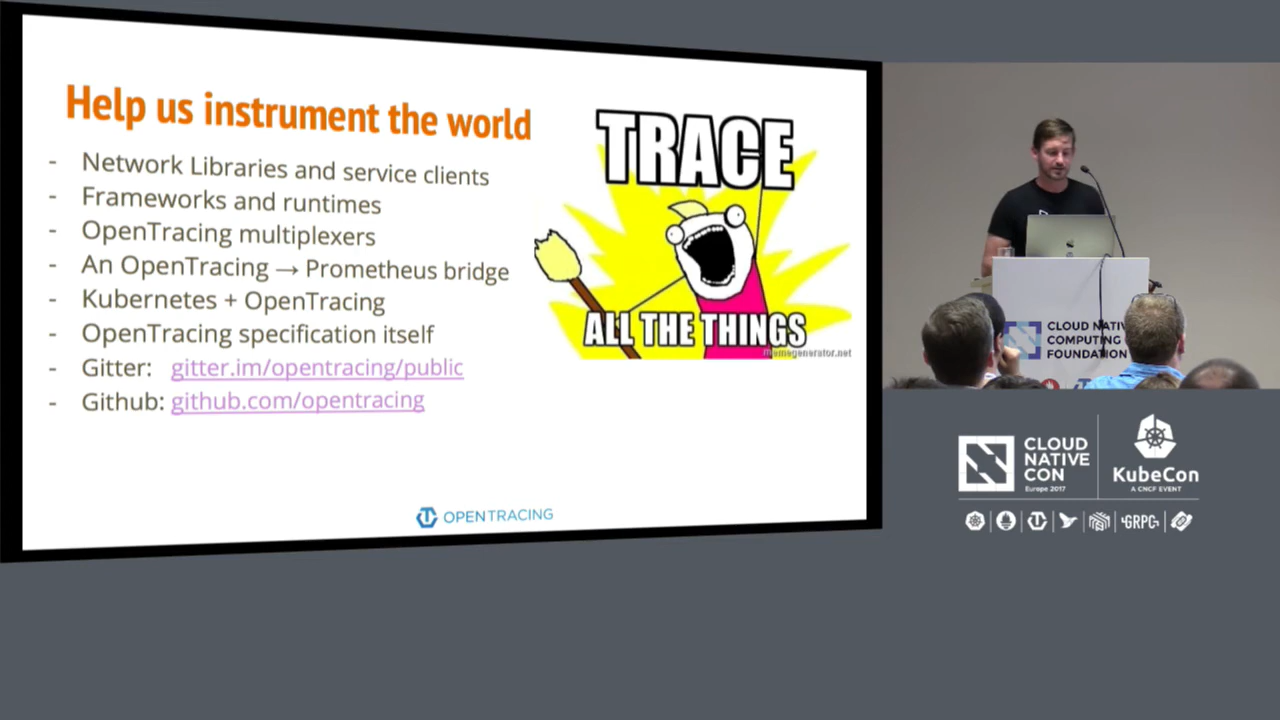 Help us instrument the world
- Network Libraries and service clients
- Frameworks and runtimes
- OpenTracing multiplexers
- An OpenTracing → Prometheus bridge
- Kubernetes + OpenTracing
- OpenTracing specification itself
- Gitter: gitter.im/opentracing/public
- Github: github.com/opentracing
TRACE
ALL THE THINGS
memegenerator.net
OPENTRACING
CLOUD NATIV
COMPUTING
FOUNDATION
CLOUD
NATIVE
CON
Europe 2017
KubeCon
A CNCF EVENT
GRPC